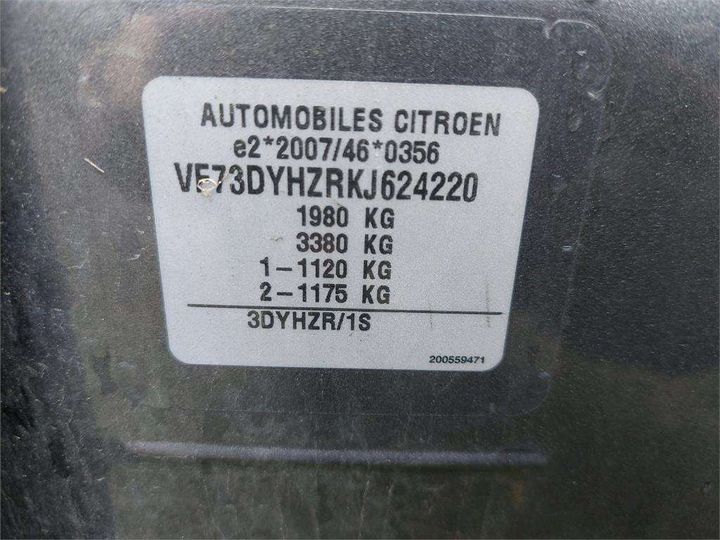 AUTOMOBILES CITROEN
e2*2007/46*0356
VF73DYHZRKJ624220
1980 KG
3380 KG
1-1120 KG
2-1175 KG
3DYHZR/1S
200559471